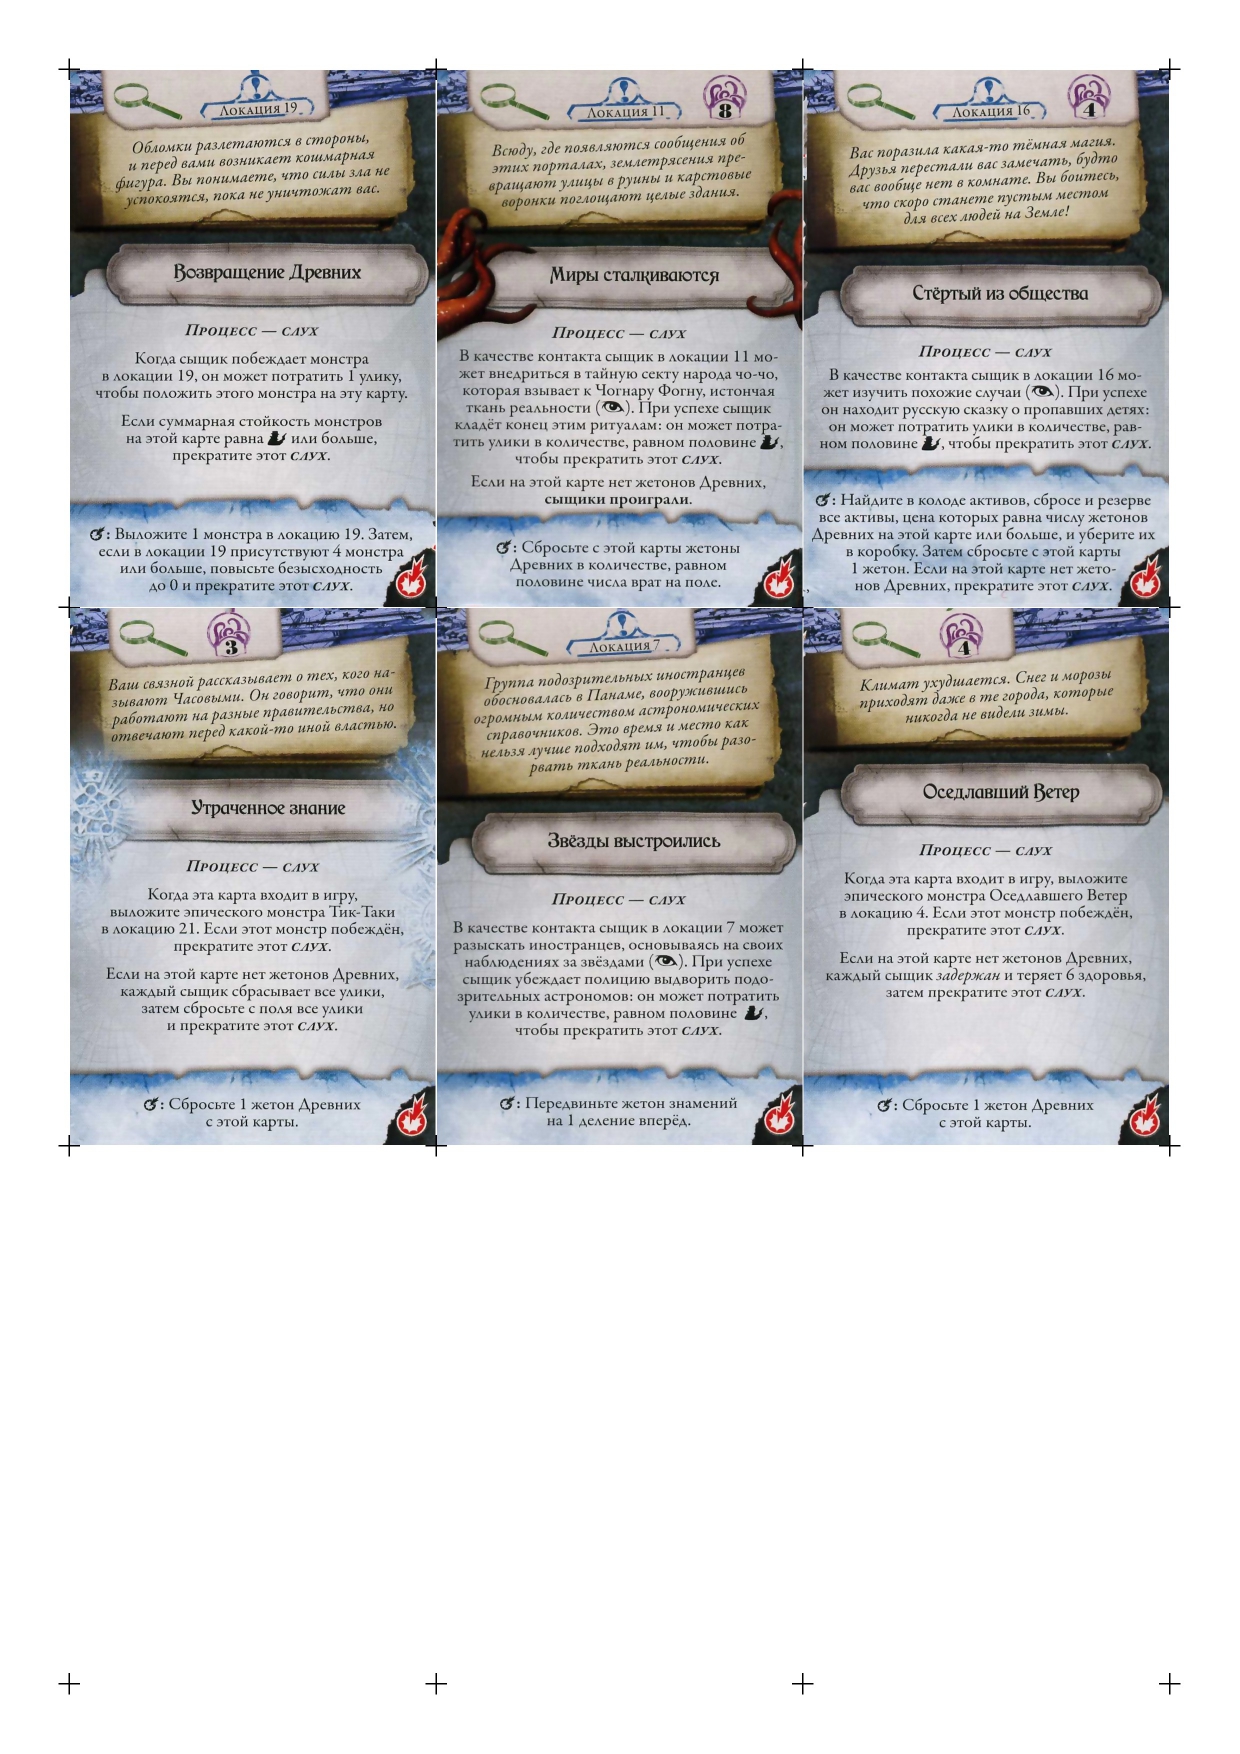 Локация 19
Обломки разлетаются в стороны,
и перед вами возникает кошмарная
фигура. Вы понимаете, что силы зла не
успокоятся, пока не уничтожат вас.
Возвращение Древних
Процесс — слух
Когда сыщик побеждает монстра
в локации 19, он может потратить 1 улику,
чтобы положить этого монстра на эту карту.
Если суммарная стойкость монстров
на этой карте равна или больше,
прекратите этот слух.
: Выложите 1 монстра в локацию 19. Затем,
если в локации 19 присутствуют 4 монстра
или больше, повысьте безысходность
до 0 и прекратите этот слух.
Локация 11
8
Всюду, где появляются сообщения об
этих порталах, землетрясения пре-
вращают улицы в руины и карстовые
воронки поглощают целые здания.
Миры сталкиваются
Процесс — слух
В качестве контакта сыщик в локации 11 мо-
жет внедриться в тайную секту народа чо-чо,
которая взывает к Чогнару Фогну, источная
ткань реальности (). При успехе сыщик
кладёт конец этим ритуалам: он может потра-
тить улики в количестве, равном половине ,
чтобы прекратить этот слух.
Если на этой карте нет жетонов Древних,
сыщики проиграли.
: Сбросьте с этой карты жетоны
Древних в количестве, равном
половине числа врат на поле.
Локация 16
4
Вас поразила какая-то тёмная магия.
Друзья перестали вас замечать, будто
вас вообще нет в комнате. Вы боитесь,
что скоро станете пустым местом
для всех людей на Земле!
Стёртый из общества
Процесс — слух
В качестве контакта сыщик в локации 16 мо-
жет изучить похожие случаи (). При успехе
он находит русскую сказку о пропавших детях:
он может потратить улики в количестве, рав-
ном половине , чтобы прекратить этот слух.
: Найдите в колоде активов, сбросе и резерве
все активы, цена которых равна числу жетонов
Древних на этой карте или больше, и уберите их
в коробку. Затем сбросьте с этой карты
1 жетон. Если на этой карте нет жето-
нов Древних, прекратите этот слух.
3
Ваш связной рассказывает о тех, кого на-
зывают Часовыми. Он говорит, что они
работают на разные правительства, но
отвечают перед какой-то иной властью.
Утраченное знание
Процесс — слух
Когда эта карта входит в игру,
выложите эпического монстра Тик-Таки
в локацию 21. Если этот монстр побеждён,
прекратите этот слух.
Если на этой карте нет жетонов Древних,
каждый сыщик сбрасывает все улики,
затем сбросьте с поля все улики
и прекратите этот слух.
: Сбросьте 1 жетон Древних
с этой карты.
Локация 7
Группа подозрительных иностранцев
обосновалась в Панаме, вооружившись
огромным количеством астрономических
справочников. Это время и место как
нельзя лучше подходят им, чтобы разо-
рвать ткань реальности.
Звёзды выстроились
Процесс — слух
В качестве контакта сыщик в локации 7 может
разыскать иностранцев, основываясь на своих
наблюдениях за звёздами (). При успехе
сыщик убеждает полицию выдворить подо-
зрительных астрономов: он может потратить
улики в количестве, равном половине ,
чтобы прекратить этот слух.
: Передвиньте жетон знамений
на 1 деление вперёд.
4
Климат ухудшается. Снег и морозы
приходят даже в те города, которые
никогда не видели зимы.
Оседлавший Ветер
Процесс — слух
Когда эта карта входит в игру, выложите
эпического монстра Оседлавшего Ветер
в локацию 4. Если этот монстр побеждён,
прекратите этот слух.
Если на этой карте нет жетонов Древних,
каждый сыщик задержан и теряет 6 здоровья,
затем прекратите этот слух.
: Сбросьте 1 жетон Древних
с этой карты.